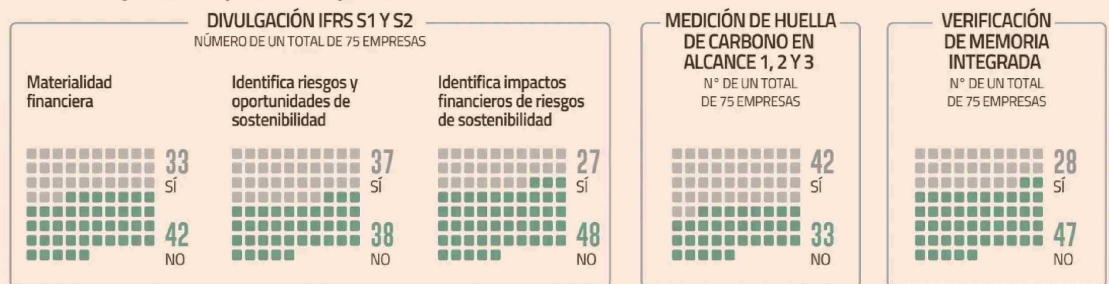 DIVULGACIÓN IFRS S1 Y S2
NÚMERO DE UN TOTAL DE 75 EMPRESAS
Materialidad
financiera
33
SÍ
42
NO
Identifica riesgos y
oportunidades de
sostenibilidad
37
SÍ
38
NO
Identifica impactos
financieros de riesgos
de sostenibilidad
27
SÍ
48
NO
MEDICIÓN DE HUELLA
DE CARBONO EN
ALCANCE 1, 2 Y 3
N° DE UN TOTAL
DE 75 EMPRESAS
42
SÍ
33
NO
VERIFICACIÓN
DE MEMORIA
INTEGRADA
N° DE UN TOTAL
DE 75 EMPRESAS
28
SÍ
47
NO